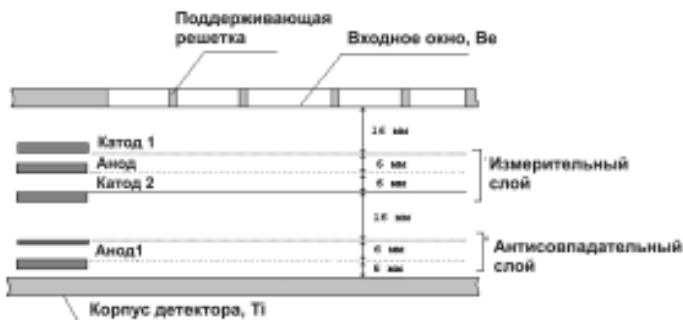 Поддерживающая
решетка
Входное окно, Be
16 мм
Катод 1
Анод
6 мм
Катод 2
6 мм
Измерительный
слой
16 мм
Анод1
6 мм
Антисовпадательный
слой
6 мм
Корпус детектора, Ti